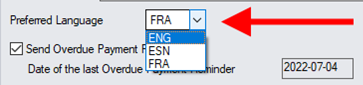 Preferred Language FRA
ENG
ESN
Send Overdue Payment
FRA
Date of the last Overdue Payment Reminder 2022-07-04